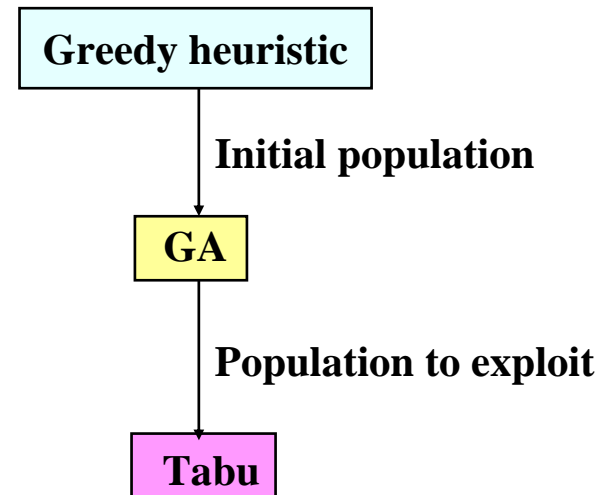 Greedy heuristic
Initial population
GA
Population to exploit
Tabu